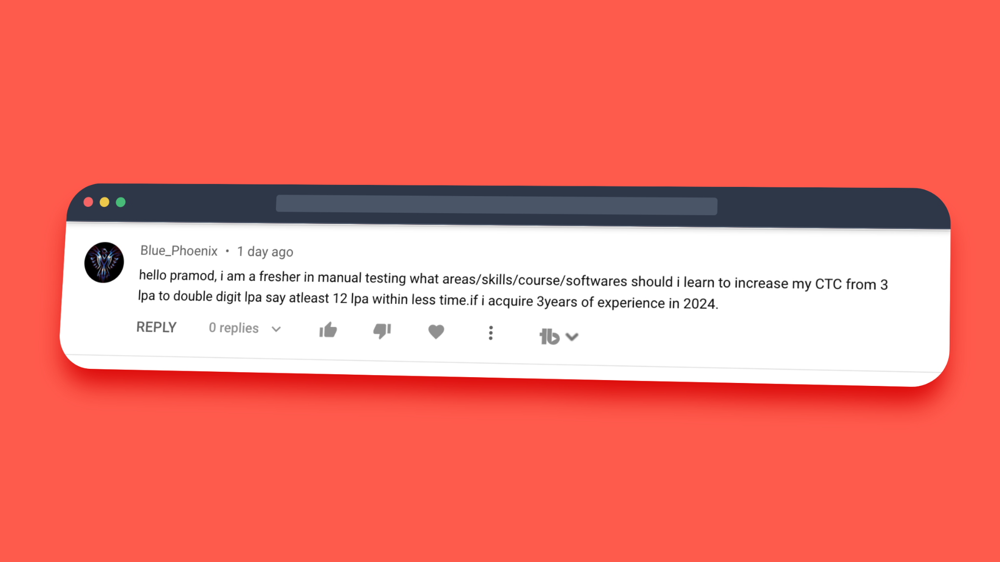 Blue_Phoenix • 1 day ago
hello pramod, i am a fresher in manual testing what areas/skills/course/softwares should i learn to increase my CTC from 3
lpa to double digit lpa say atleast 12 lpa within less time.if i acquire 3years of experience in 2024.
REPLY 0 replies
tb